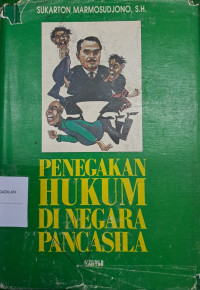 SUKARTON MARMOSUDJONO, S.H.
PENEGAKAN
HUKUM
DI NEGARA
PANCASILA